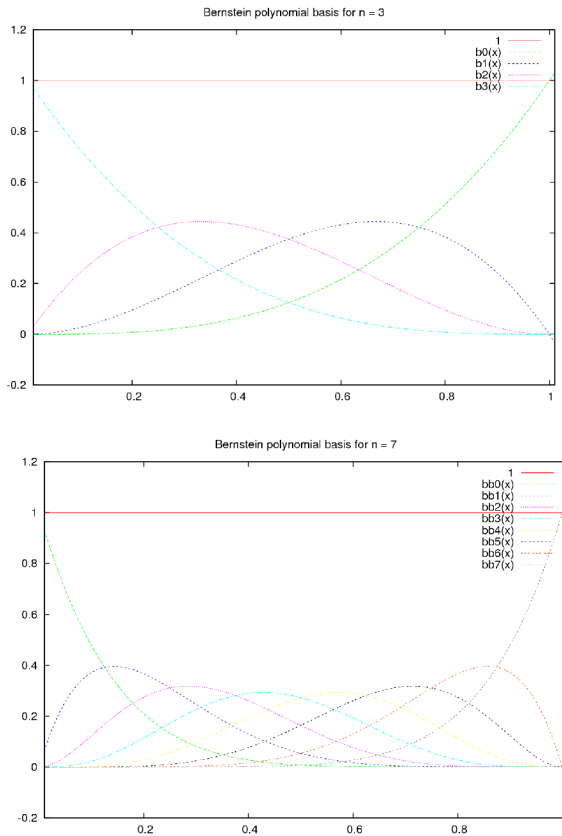 Bernstein polynomial basis for n = 3
1.2
1
b0(x)
b1(x)
b2(x)
b3(x)
1
0.8
0.6
0.4
0.2
0
-0.2
0.2
0.4
0.6
0.8
1
Bernstein polynomial basis for n = 7
1.2
1
bb0(x)
bb1(x)
bb2(x)
bb3(x)
bb4(x)
bb5(x)
bb6(x)
bb7(x)
1
0.8
0.6
0.4
0.2
0
-0.2
0.2
0.4
0.6
0.8